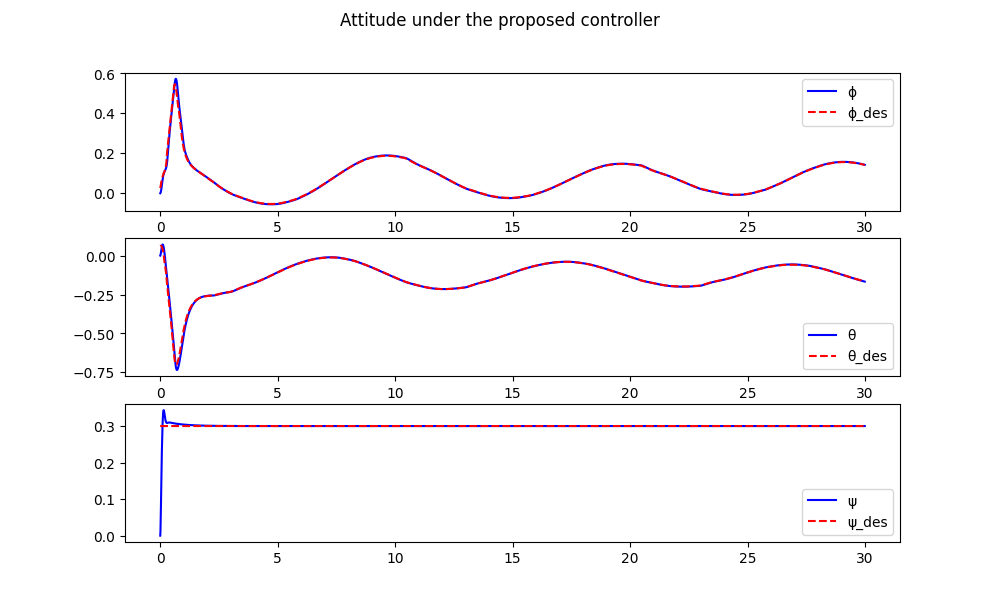 Attitude under the proposed controller
0.6
0.4
0.2
0.0
ϕ
ϕ_des
0 5 10 15 20 25 30
0.00
−0.25
−0.50
−0.75
θ
θ_des
0 5 10 15 20 25 30
0.3
0.2
0.1
0.0
ψ
ψ_des
0 5 10 15 20 25 30